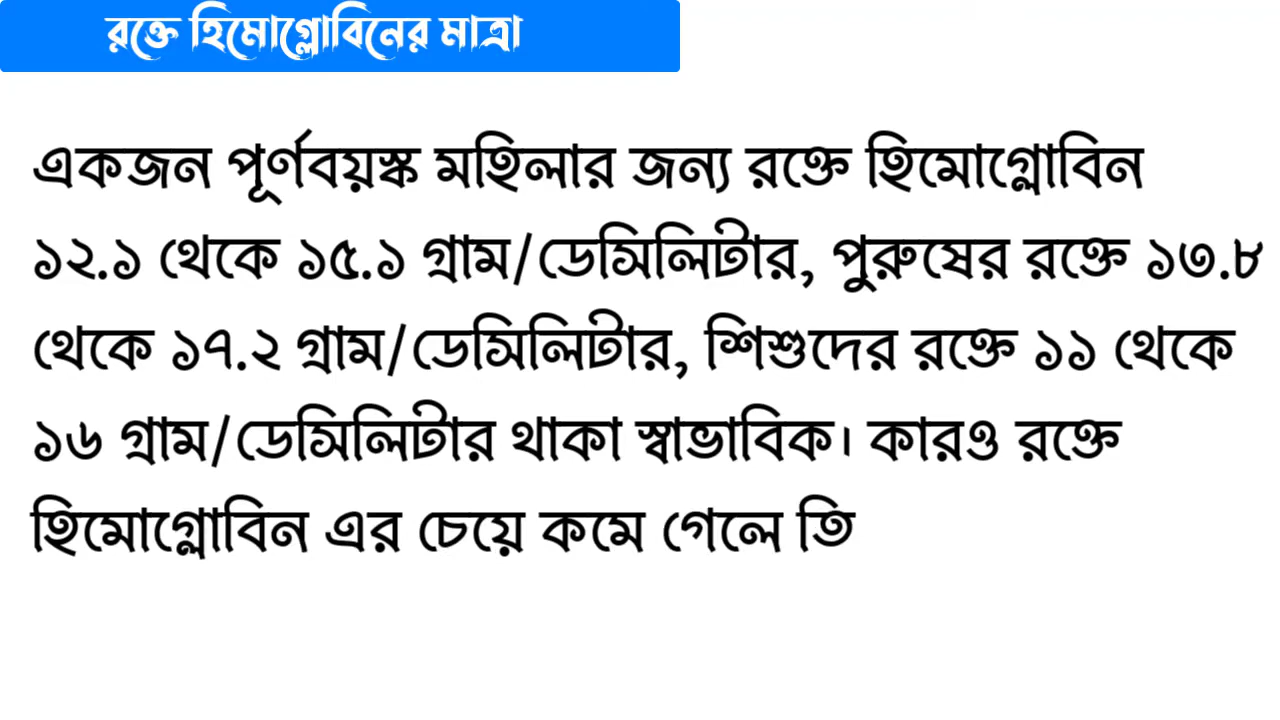 রক্তে হিমোগ্লোবিনের মাত্রা
একজন পূর্ণবয়স্ক মহিলার জন্য রক্তে হিমোগ্লোবিন
১২.১ থেকে ১৫.১ গ্রাম/ডেসিলিটার, পুরুষের রক্তে ১৩.৮
থেকে ১৭.২ গ্রাম/ডেসিলিটার, শিশুদের রক্তে ১১ থেকে
১৬ গ্রাম/ডেসিলিটার থাকা স্বাভাবিক। কারও রক্তে
হিমোগ্লোবিন এর চেয়ে কমে গেলে তি